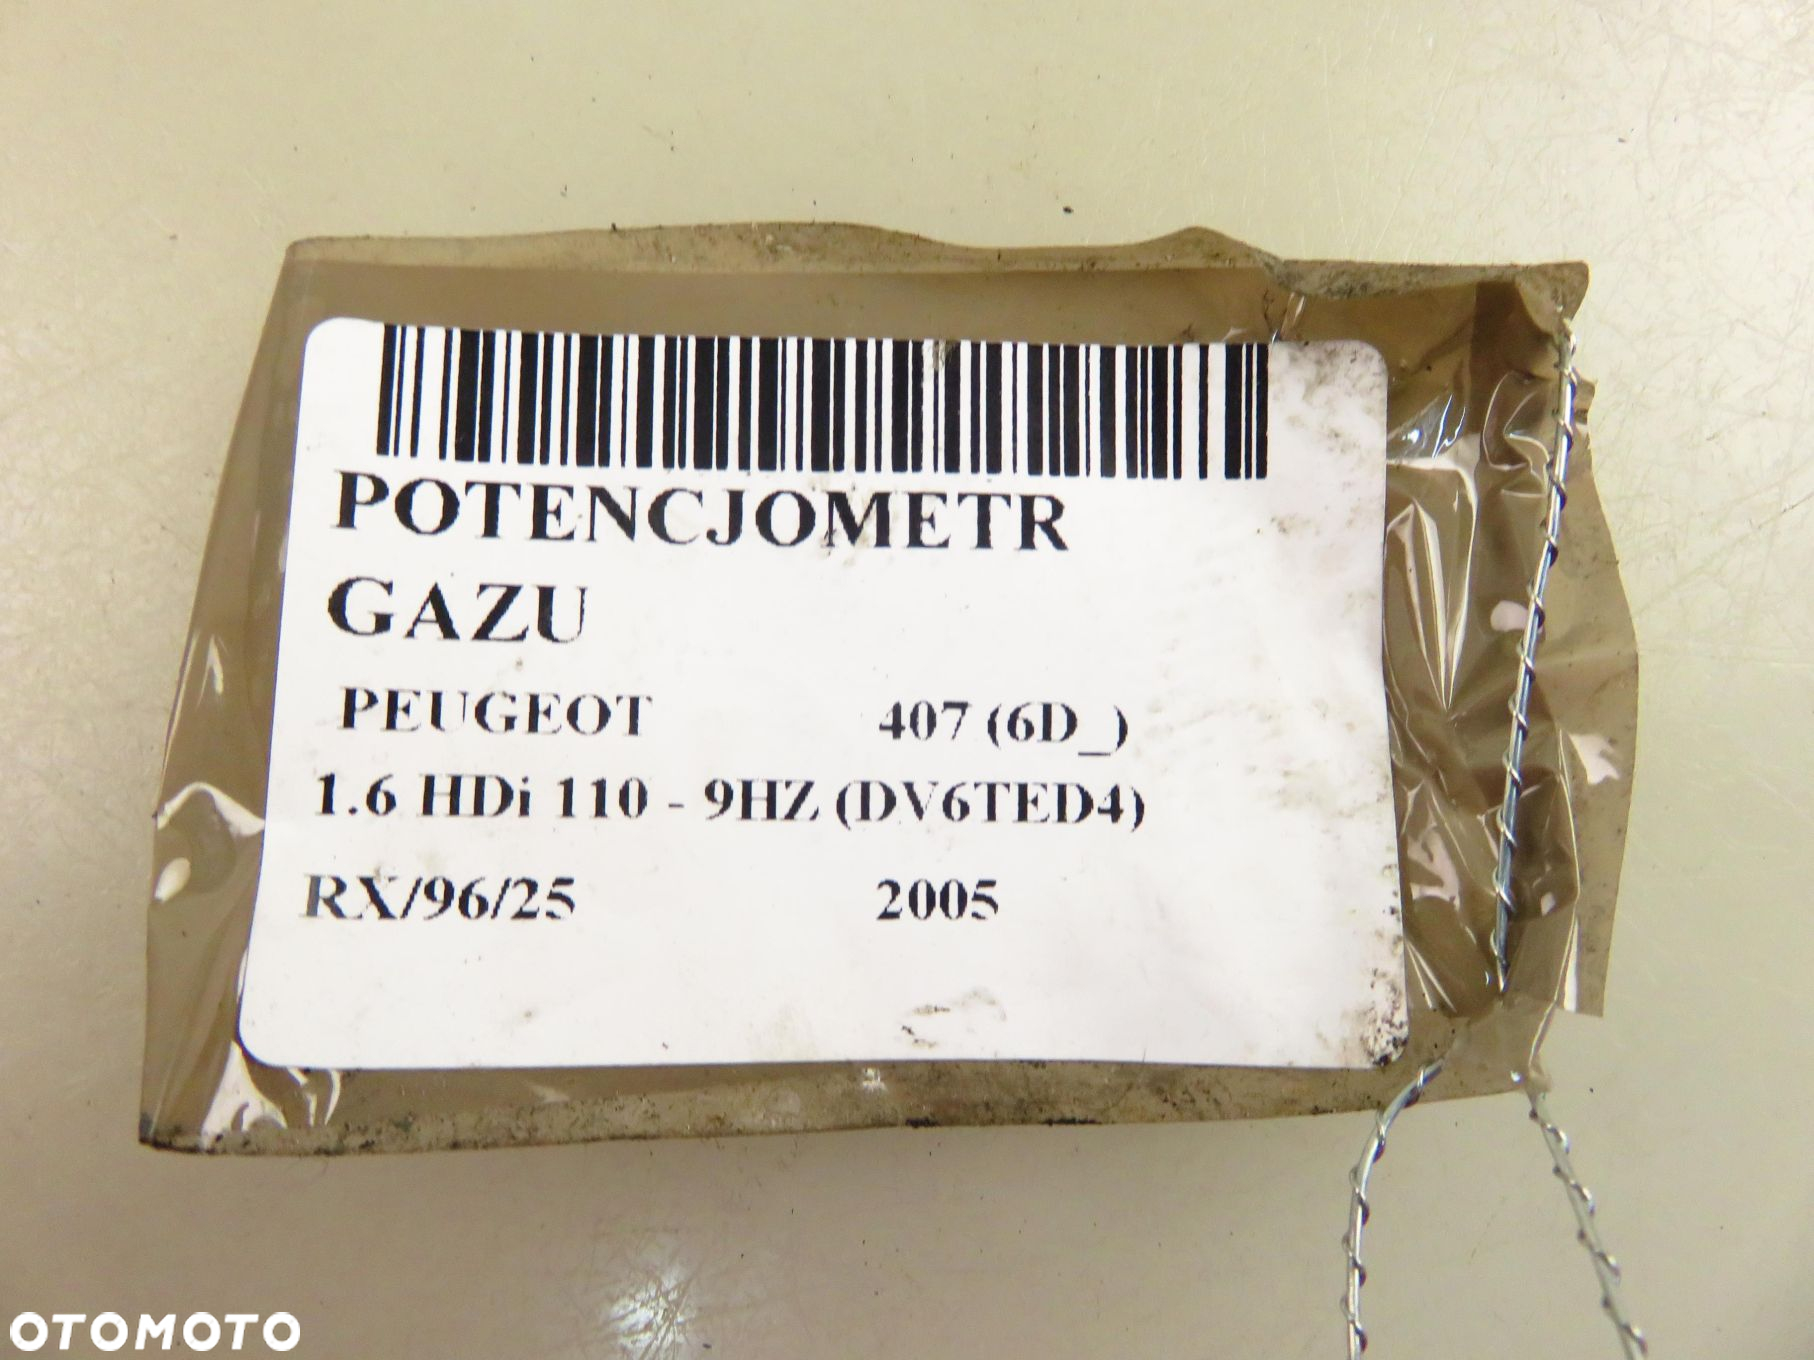 POTENCJOMETR
GAZU
PEUGEOT 407 (6D_)
1.6 HDi 110 - 9HZ (DV6TED4)
RX/96/25 2005
OTOMOTO